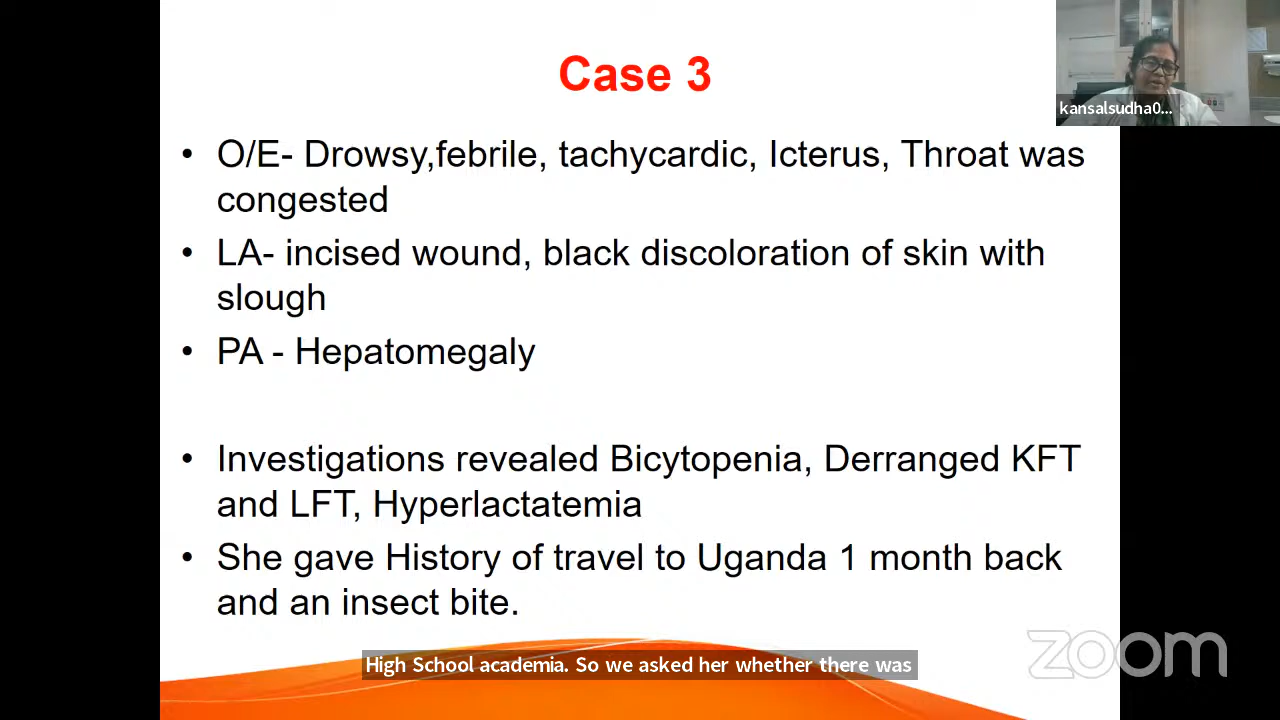 Case 3
kansalsudha0...
• O/E- Drowsy,febrile, tachycardic, Icterus, Throat was
congested
• LA- incised wound, black discoloration of skin with
slough
• PA - Hepatomegaly
• Investigations revealed Bicytopenia, Derranged KFT
and LFT, Hyperlactatemia
• She gave History of travel to Uganda 1 month back
and an insect bite.
zoom
High School academia. So we asked her whether there was